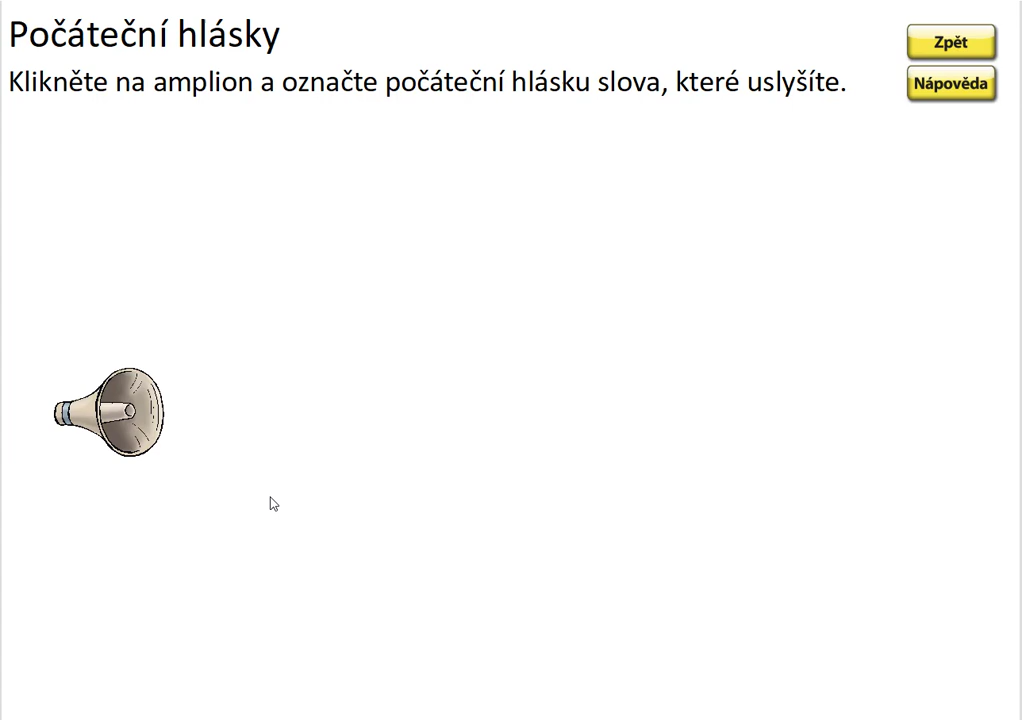 Počáteční hlásky
Klikněte na amplion a označte počáteční hlásku slova, které uslyšíte.
Zpět
Nápověda